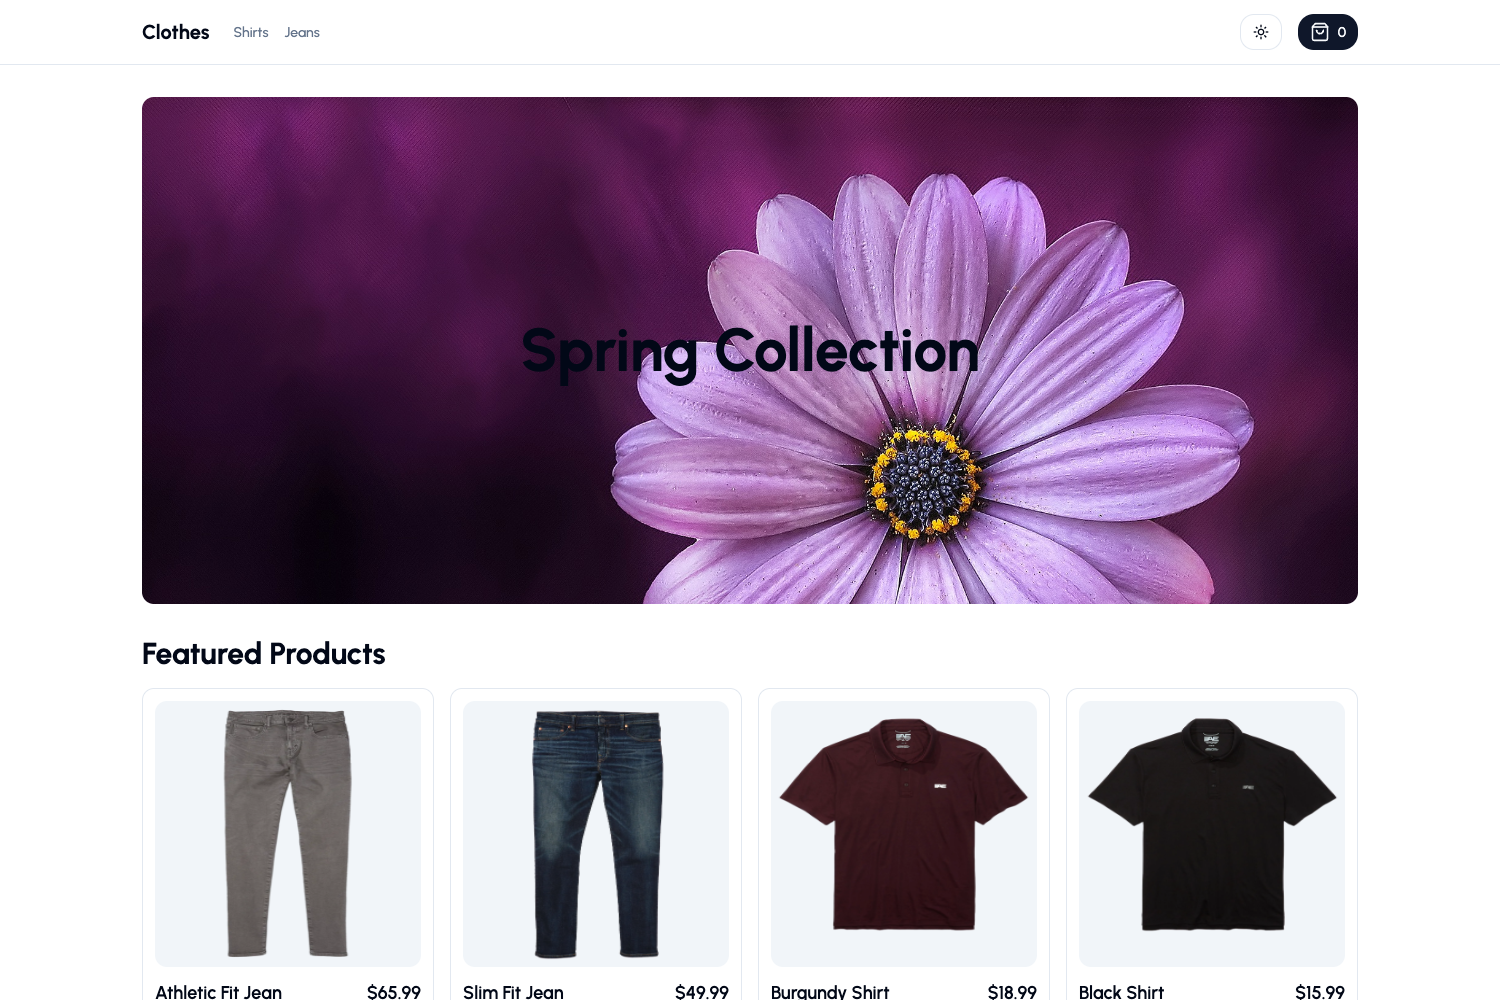 Clothes Shirts Jeans 0
Spring Collection
Featured Products
Athletic Fit Jean $65.99
Slim Fit Jean $49.99
Burgundy Shirt $18.99
Black Shirt $15.99